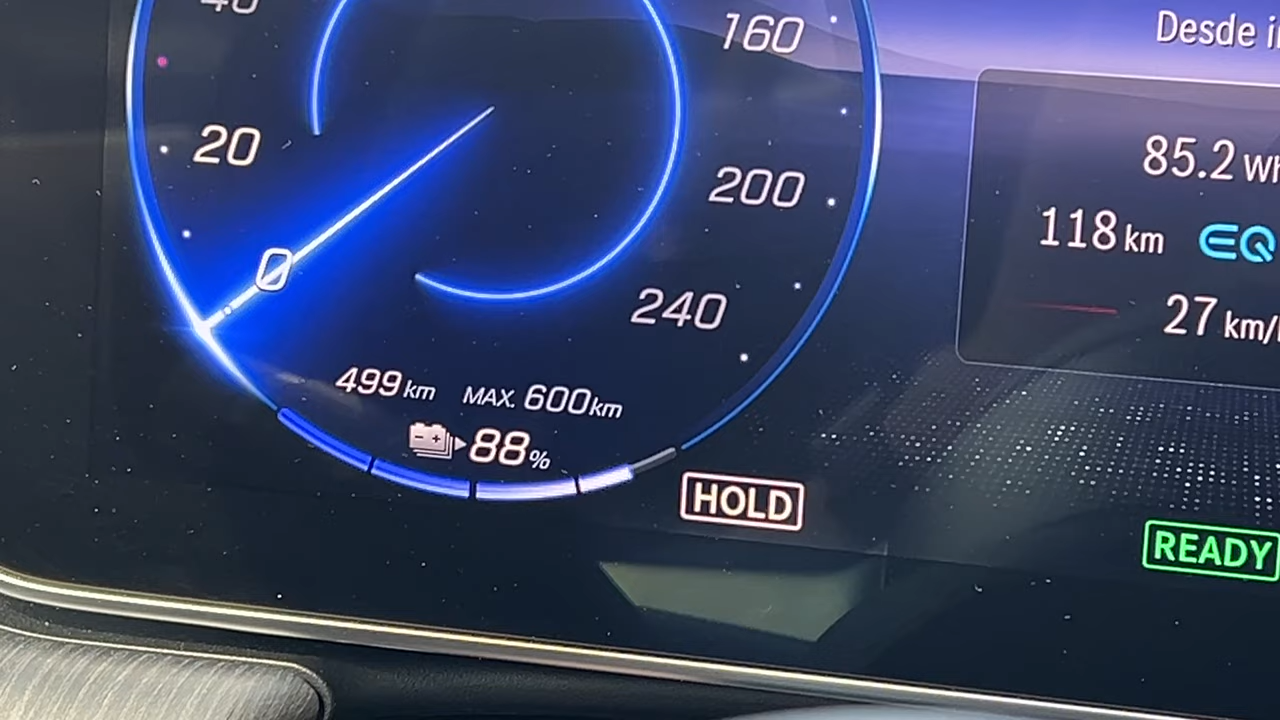 40
160
Desde
20
85.2
200
118 km EQ
0
240
27 km/
499 km MAX. 600 km
88 %
HOLD
READY